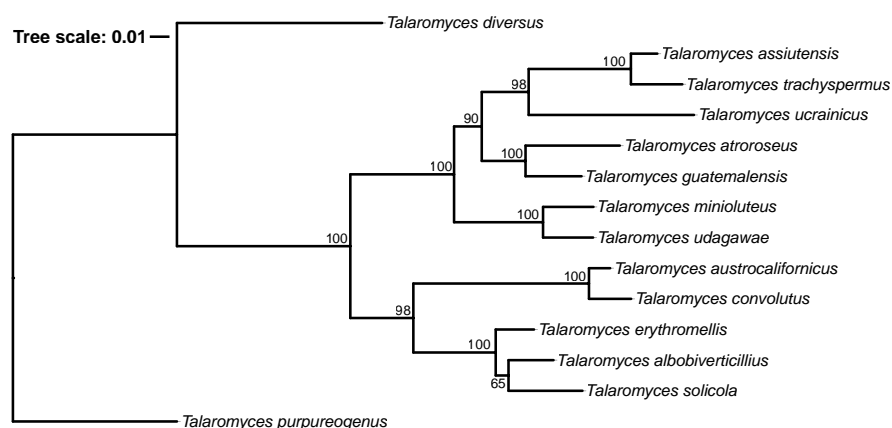 Talaromyces diversus
Tree scale: 0.01
Talaromyces assiutensis
100
Talaromyces trachyspermus
98
Talaromyces ucrainicus
90
Talaromyces atroroseus
100
Talaromyces guatemalensis
100
Talaromyces minioluteus
100
Talaromyces udagawae
100
Talaromyces austrocalifornicus
100
Talaromyces convolutus
98
Talaromyces erythromellis
100
Talaromyces albobiverticillius
65
Talaromyces solicola
Talaromyces purpureogenus